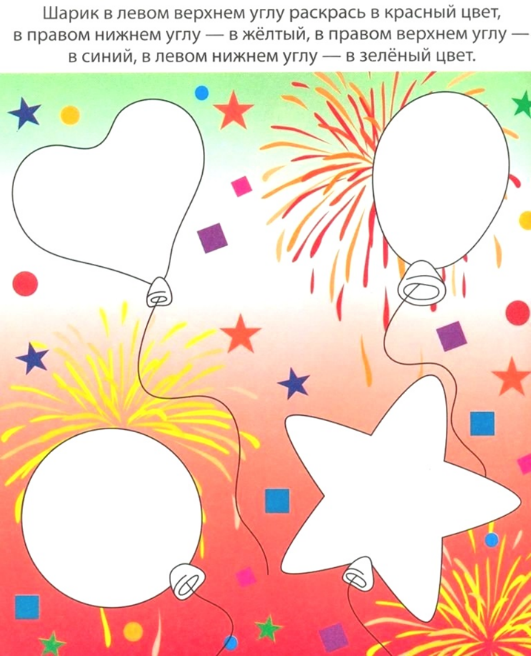 Шарик в левом верхнем углу раскрась в красный цвет,
в правом нижнем углу — в жёлтый, в правом верхнем углу —
в синий, в левом нижнем углу — в зелёный цвет.